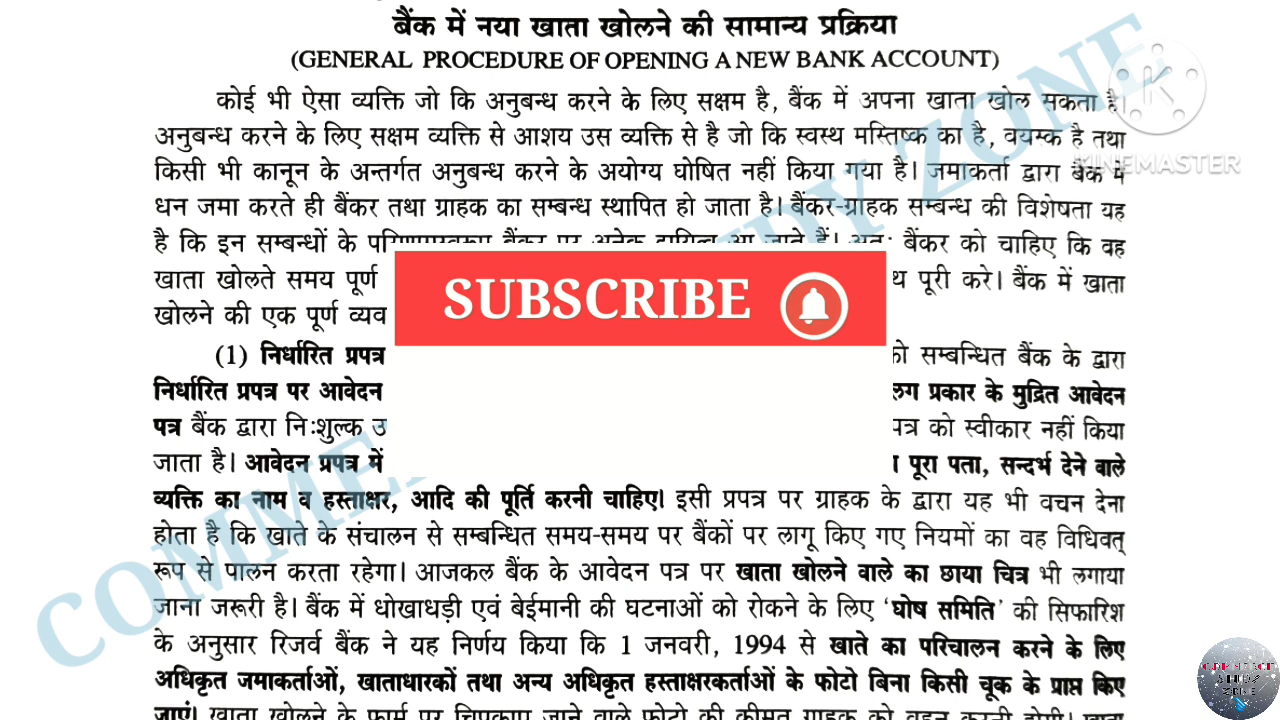 बैंक में नया खाता खोलने की सामान्य प्रक्रिया
(GENERAL PROCEDURE OF OPENING A NEW BANK ACCOUNT)
कोई भी ऐसा व्यक्ति जो कि अनुबन्ध करने के लिए सक्षम है, बैंक में अपना खाता खोल सकता है।
अनुबन्ध करने के लिए सक्षम व्यक्ति से आशय उस व्यक्ति से है जो कि स्वस्थ मस्तिष्क का है, वयस्क है तथा
KINEMASTER
किसी भी कानून के अन्तर्गत अनुबन्ध करने के अयोग्य घोषित नहीं किया गया है। जमाकर्ता द्वारा बैंक में
धन जमा करते ही बैंकर तथा ग्राहक का सम्बन्ध स्थापित हो जाता है। बैंकर-ग्राहक सम्बन्ध की विशेषता यह
है कि इन सम्बन्धों के परिणामस्वरूप बैंकर पर अनेक दायित्व आ जाते हैं। अतः बैंकर को चाहिए कि वह
खाता खोलते समय पूर्ण पूरी करे। बैंक में खाता
SUBSCRIBE
खोलने की एक पूर्ण
(1) निर्धारित प्रपत्र सम्बन्धित बैंक के द्वारा
निर्धारित प्रपत्र पर आवेदन प्रकार के मुद्रित आवेदन
पत्र बैंक द्वारा निःशुल्क पत्र को स्वीकार नहीं किया
जाता है। आवेदन प्रपत्र में पूरा पता, सन्दर्भ देने वाले
व्यक्ति का नाम व हस्ताक्षर, आदि की पूर्ति करनी चाहिए। इसी प्रपत्र पर ग्राहक के द्वारा यह भी वचन देना
होता है कि खाते के संचालन से सम्बन्धित समय-समय पर बैंकों पर लागू किए गए नियमों का वह विधिवत्
रूप से पालन करता रहेगा। आजकल बैंक के आवेदन पत्र पर खाता खोलने वाले का छाया चित्र भी लगाया
जाना जरूरी है। बैंक में धोखाधड़ी एवं बेईमानी की घटनाओं को रोकने के लिए ‘घोष समिति’ की सिफारिश
के अनुसार रिजर्व बैंक ने यह निर्णय किया कि 1 जनवरी, 1994 से खाते का परिचालन करने के लिए
अधिकृत जमाकर्ताओं, खाताधारकों तथा अन्य अधिकृत हस्ताक्षरकर्ताओं के फोटो बिना किसी चूक के प्राप्त किए
जाएं। खाता खोलने के फार्म पर चिपकाए जाने वाले फोटो की कीमत ग्राहक को वहन करनी होगी। खाता